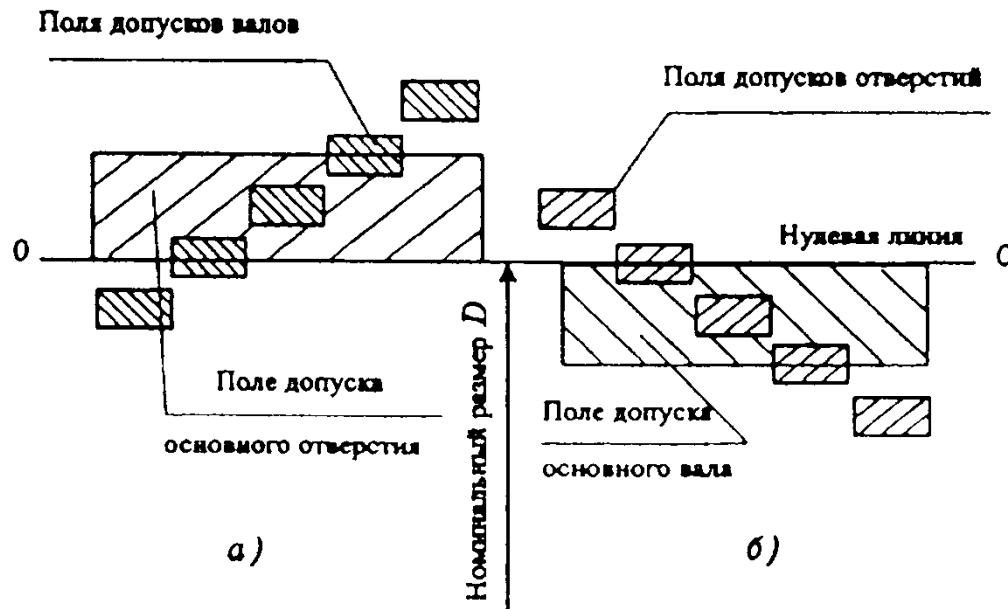 Поля допусков валов
Поля допусков отверстий
0
Нулевая линия
0
Номинальный размер D
Поле допуска
основного отверстия
Поле допуска
основного вала
а)
б)